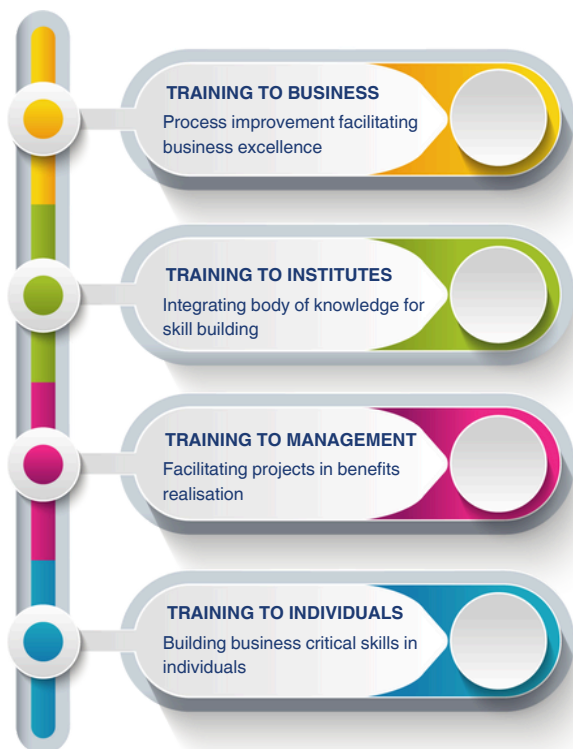 TRAINING TO BUSINESS
Process improvement facilitating
business excellence
TRAINING TO INSTITUTES
Integrating body of knowledge for
skill building
TRAINING TO MANAGEMENT
Facilitating projects in benefits
realisation
TRAINING TO INDIVIDUALS
Building business critical skills in
individuals